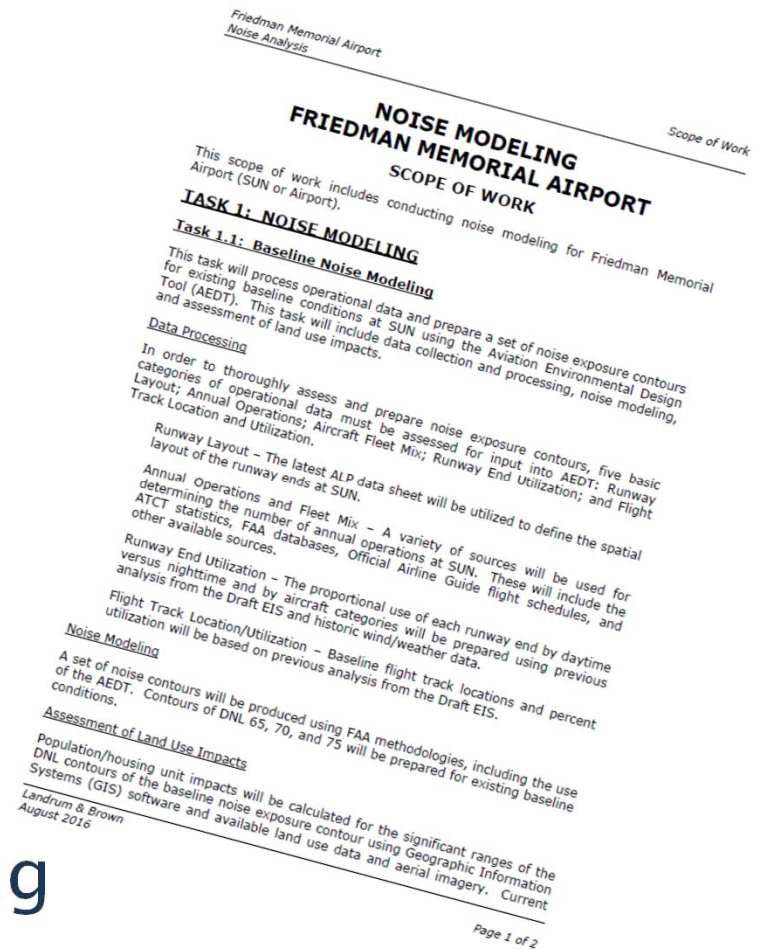 Friedman Memorial Airport
Noise Analysis
Scope of Work
NOISE MODELING
FRIEDMAN MEMORIAL AIRPORT
SCOPE OF WORK
This scope of work includes conducting noise modeling for Friedman Memorial
Airport (SUN or Airport).
TASK 1: NOISE MODELING
Task 1.1: Baseline Noise Modeling
This task will process operational data and prepare a set of noise exposure contours
for existing baseline conditions at SUN using the Aviation Environmental Design
Tool (AEDT). This task will include data collection and processing, noise modeling,
and assessment of land use impacts.
Data Processing
In order to thoroughly assess and prepare noise exposure contours, five basic
categories of operational data must be assessed for input into AEDT: Runway
Layout; Annual Operations; Aircraft Fleet Mix; Runway End Utilization; and Flight
Track Location and Utilization.
Runway Layout – The latest ALP data sheet will be utilized to define the spatial
layout of the runway ends at SUN.
Annual Operations and Fleet Mix – A variety of sources will be used for
determining the number of annual operations at SUN. These will include the
ATCT statistics, FAA databases, Official Airline Guide flight schedules, and
other available sources.
Runway End Utilization – The proportional use of each runway end by daytime
versus nighttime and by aircraft categories will be prepared using previous
analysis from the Draft EIS and historic wind/weather data.
Flight Track Location/Utilization – Baseline flight track locations and percent
utilization will be based on previous analysis from the Draft EIS.
Noise Modeling
A set of noise contours will be produced using FAA methodologies, including the use
of the AEDT. Contours of DNL 65, 70, and 75 will be prepared for existing baseline
conditions.
Assessment of Land Use Impacts
Population/housing unit impacts will be calculated for the significant ranges of the
DNL contours of the baseline noise exposure contour using Geographic Information
Systems (GIS) software and available land use data and aerial imagery. Current
Landrum & Brown
August 2016
Page 1 of 2
g